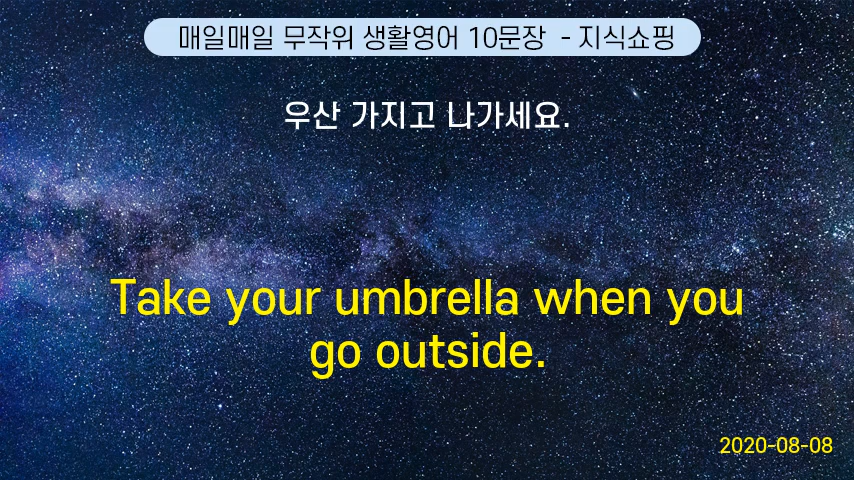 매일매일 무작위 생활영어 10문장 - 지식쇼핑
우산 가지고 나가세요.
Take your umbrella when you
go outside.
2020-08-08